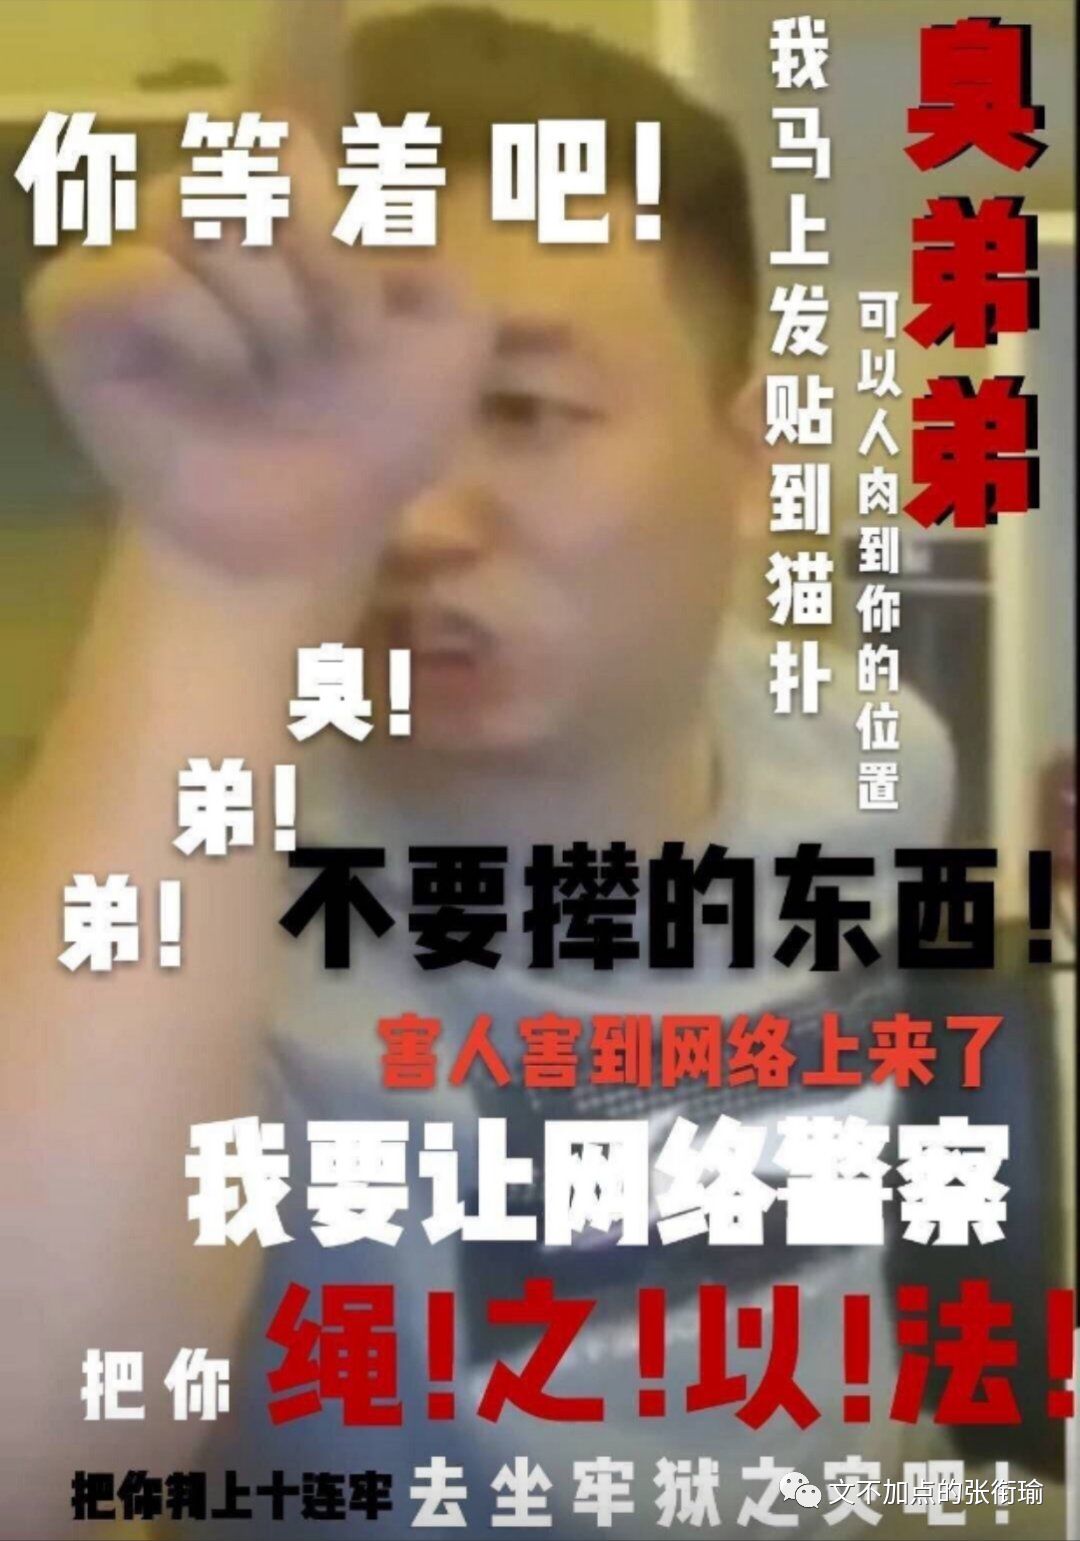 臭弟弟
我马上发贴到猫扑
可以人肉到你的位置
你等着吧！
臭！
弟！
弟！
不要撵的东西！
害人害到网络上来了
我要让网络警察
把你绳！之！以！法！
把你判上十连牢
去坐牢狱之灾吧！
文不加点的张衔瑜